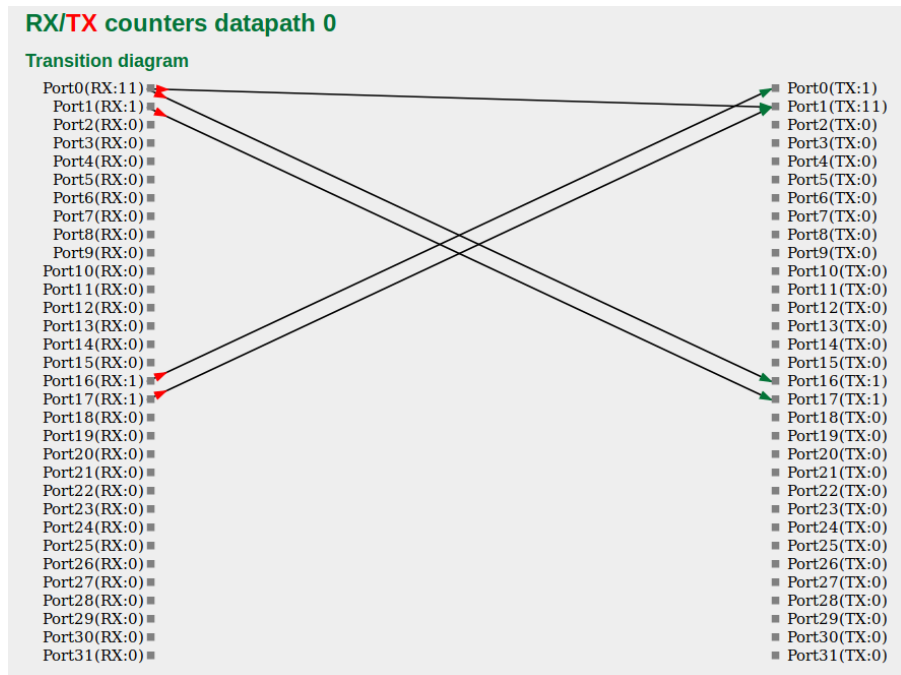 RX/TX counters datapath 0
Transition diagram
Port0(RX:11) Port0(TX:1)
Port1(RX:1) Port1(TX:11)
Port2(RX:0) Port2(TX:0)
Port3(RX:0) Port3(TX:0)
Port4(RX:0) Port4(TX:0)
Port5(RX:0) Port5(TX:0)
Port6(RX:0) Port6(TX:0)
Port7(RX:0) Port7(TX:0)
Port8(RX:0) Port8(TX:0)
Port9(RX:0) Port9(TX:0)
Port10(RX:0) Port10(TX:0)
Port11(RX:0) Port11(TX:0)
Port12(RX:0) Port12(TX:0)
Port13(RX:0) Port13(TX:0)
Port14(RX:0) Port14(TX:0)
Port15(RX:0) Port15(TX:0)
Port16(RX:1) Port16(TX:1)
Port17(RX:1) Port17(TX:1)
Port18(RX:0) Port18(TX:0)
Port19(RX:0) Port19(TX:0)
Port20(RX:0) Port20(TX:0)
Port21(RX:0) Port21(TX:0)
Port22(RX:0) Port22(TX:0)
Port23(RX:0) Port23(TX:0)
Port24(RX:0) Port24(TX:0)
Port25(RX:0) Port25(TX:0)
Port26(RX:0) Port26(TX:0)
Port27(RX:0) Port27(TX:0)
Port28(RX:0) Port28(TX:0)
Port29(RX:0) Port29(TX:0)
Port30(RX:0) Port30(TX:0)
Port31(RX:0) Port31(TX:0)